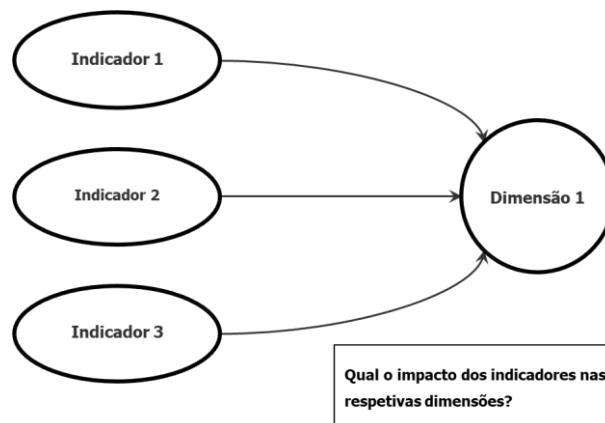 Indicador 1
Indicador 2
Dimensão 1
Indicador 3
Qual o impacto dos indicadores nas
respetivas dimensões?